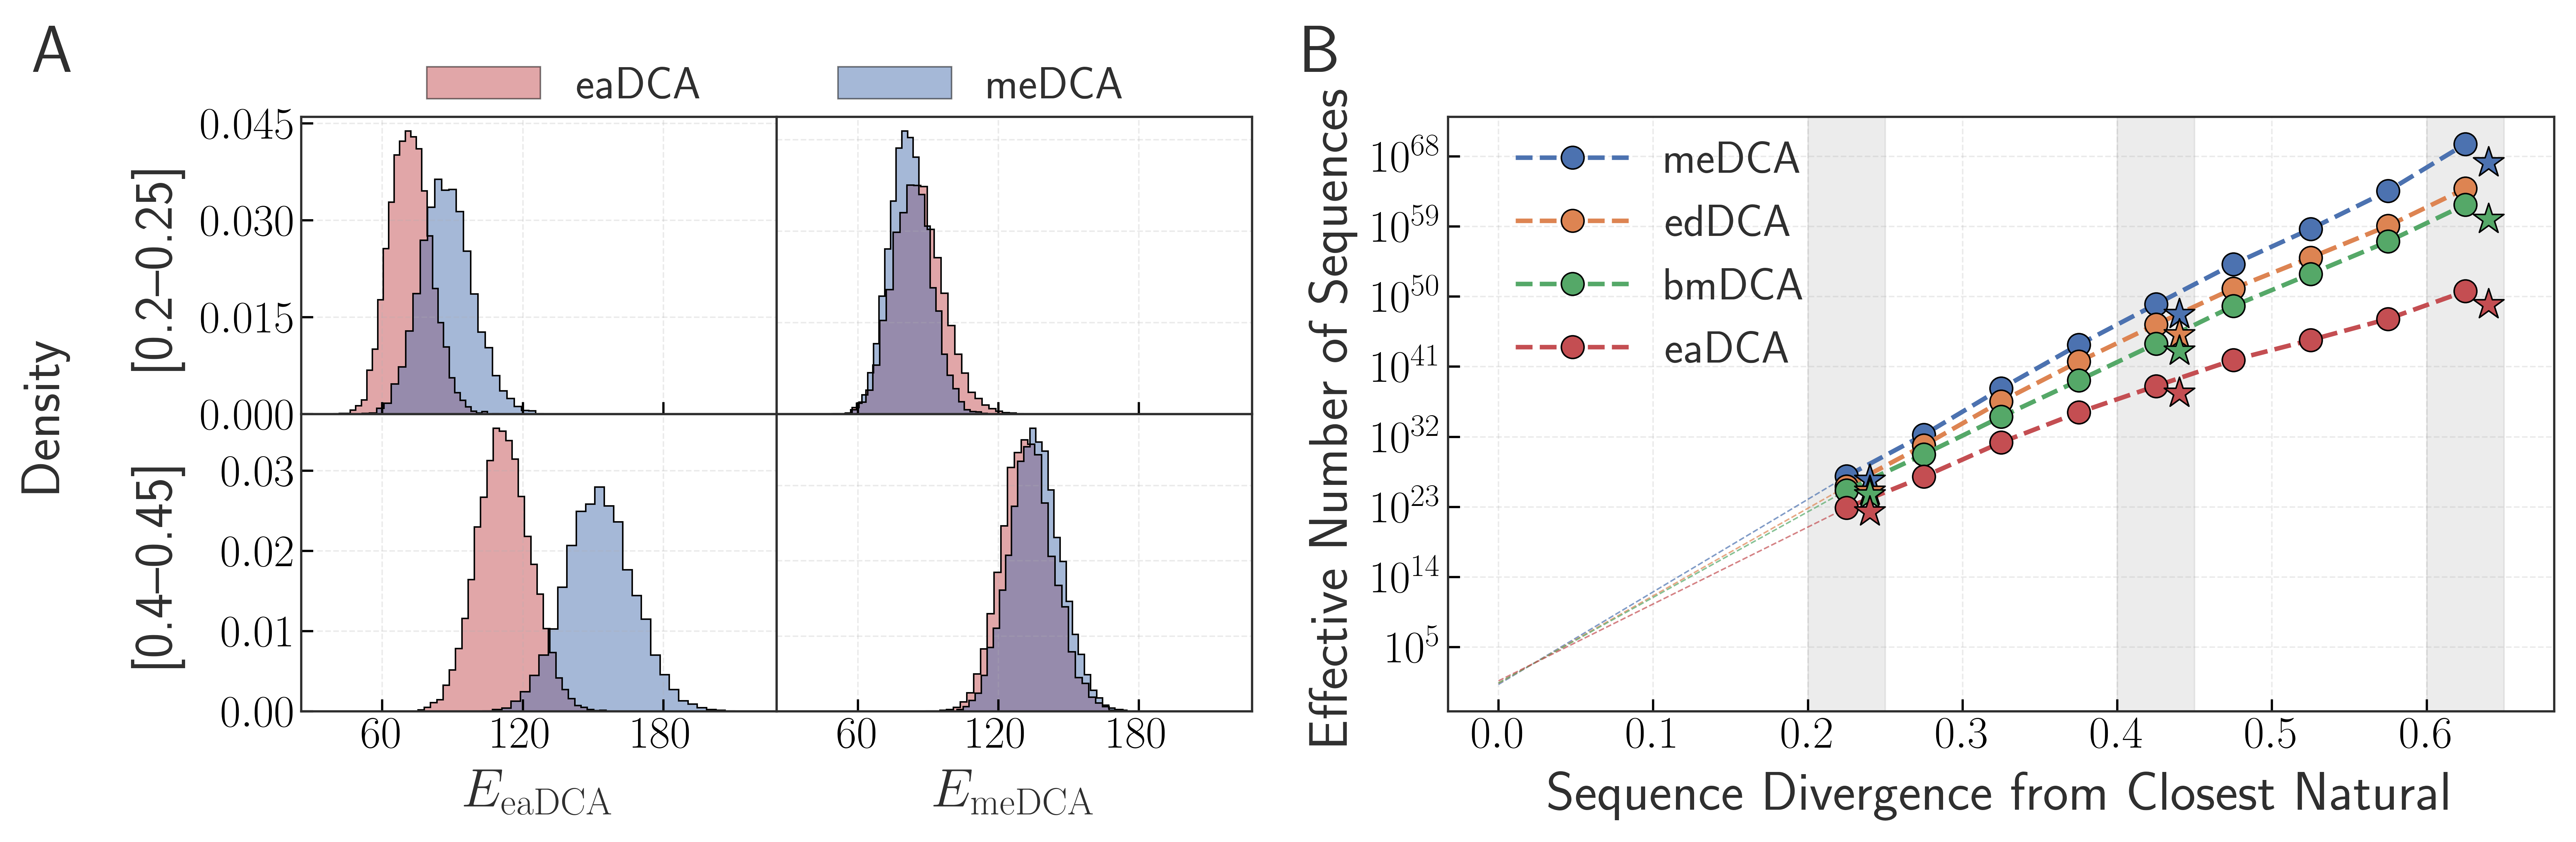 A
eaDCA
meDCA
Density
[0.2–0.25]
[0.4–0.45]
0.045
0.030
0.015
0.000
0.03
0.02
0.01
0.00
60
120
180
60
120
180
E_eaDCA
E_meDCA
B
Effective Number of Sequences
10^68
10^59
10^50
10^41
10^32
10^23
10^14
10^5
meDCA
edDCA
bmDCA
eaDCA
0.0
0.1
0.2
0.3
0.4
0.5
0.6
Sequence Divergence from Closest Natural